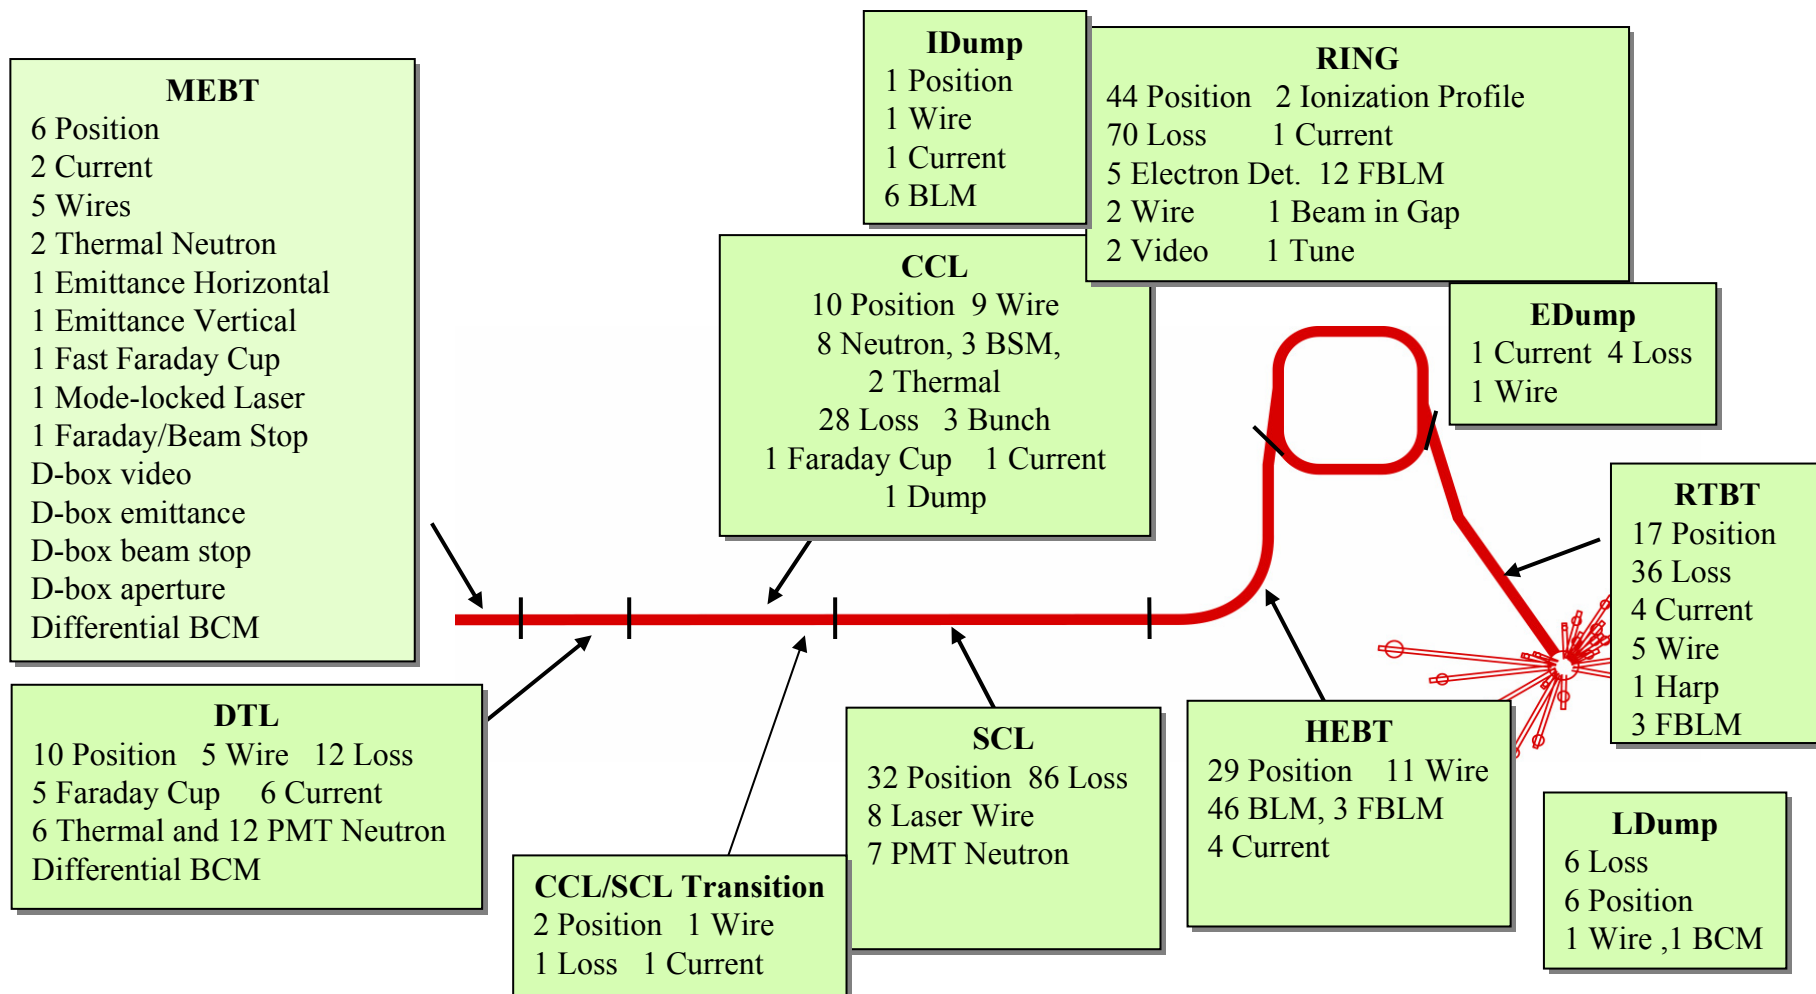 MEBT
6 Position
2 Current
5 Wires
2 Thermal Neutron
1 Emittance Horizontal
1 Emittance Vertical
1 Fast Faraday Cup
1 Mode-locked Laser
1 Faraday/Beam Stop
D-box video
D-box emittance
D-box beam stop
D-box aperture
Differential BCM
IDump
1 Position
1 Wire
1 Current
6 BLM
RING
44 Position 2 Ionization Profile
70 Loss 1 Current
5 Electron Det. 12 FBLM
2 Wire 1 Beam in Gap
2 Video 1 Tune
CCL
10 Position 9 Wire
8 Neutron, 3 BSM,
2 Thermal
28 Loss 3 Bunch
1 Faraday Cup 1 Current
1 Dump
EDump
1 Current 4 Loss
1 Wire
RTBT
17 Position
36 Loss
4 Current
5 Wire
1 Harp
3 FBLM
DTL
10 Position 5 Wire 12 Loss
5 Faraday Cup 6 Current
6 Thermal and 12 PMT Neutron
Differential BCM
CCL/SCL Transition
2 Position 1 Wire
1 Loss 1 Current
SCL
32 Position 86 Loss
8 Laser Wire
7 PMT Neutron
HEBT
29 Position 11 Wire
46 BLM, 3 FBLM
4 Current
LDump
6 Loss
6 Position
1 Wire ,1 BCM